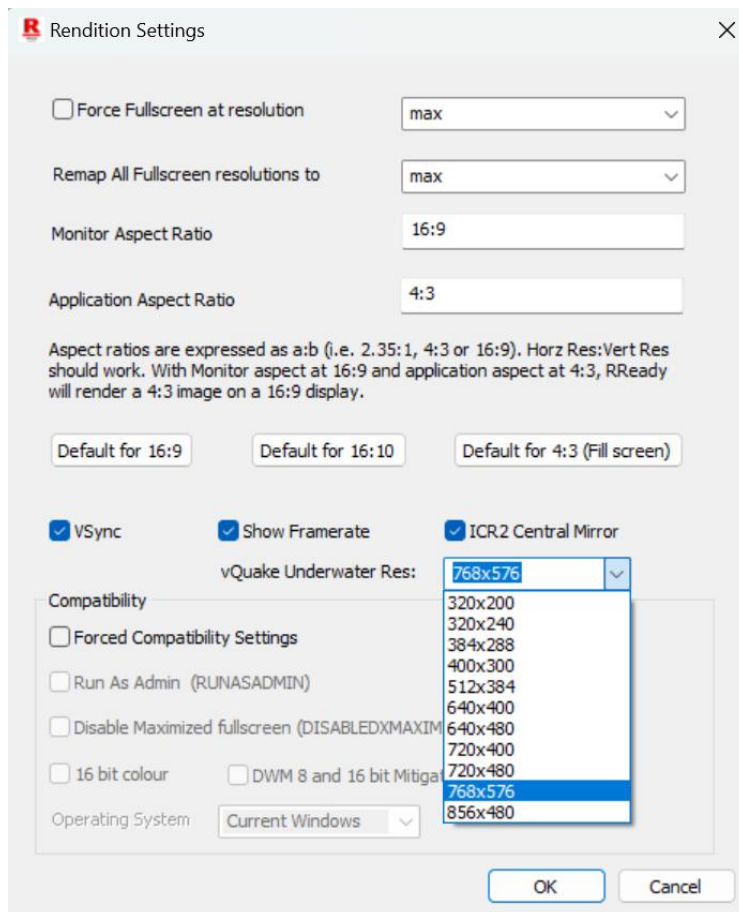 R Rendition Settings
Force Fullscreen at resolution max
Remap All Fullscreen resolutions to max
Monitor Aspect Ratio 16:9
Application Aspect Ratio 4:3
Aspect ratios are expressed as a:b (i.e. 2.35:1, 4:3 or 16:9). Horz Res:Vert Res
should work. With Monitor aspect at 16:9 and application aspect at 4:3, RReady
will render a 4:3 image on a 16:9 display.
Default for 16:9 Default for 16:10 Default for 4:3 (Fill screen)
VSync Show Framerate ICR2 Central Mirror
vQuake Underwater Res: 768x576
Compatibility
320x200
Forced Compatibility Settings
320x240
384x288
400x300
Run As Admin (RUNASADMIN)
512x384
640x400
Disable Maximized fullscreen (DISABLEDXMAXIM
640x480
720x400
16 bit colour DWM 8 and 16 bit Mitigat
720x480
768x576
Operating System Current Windows
856x480
OK Cancel